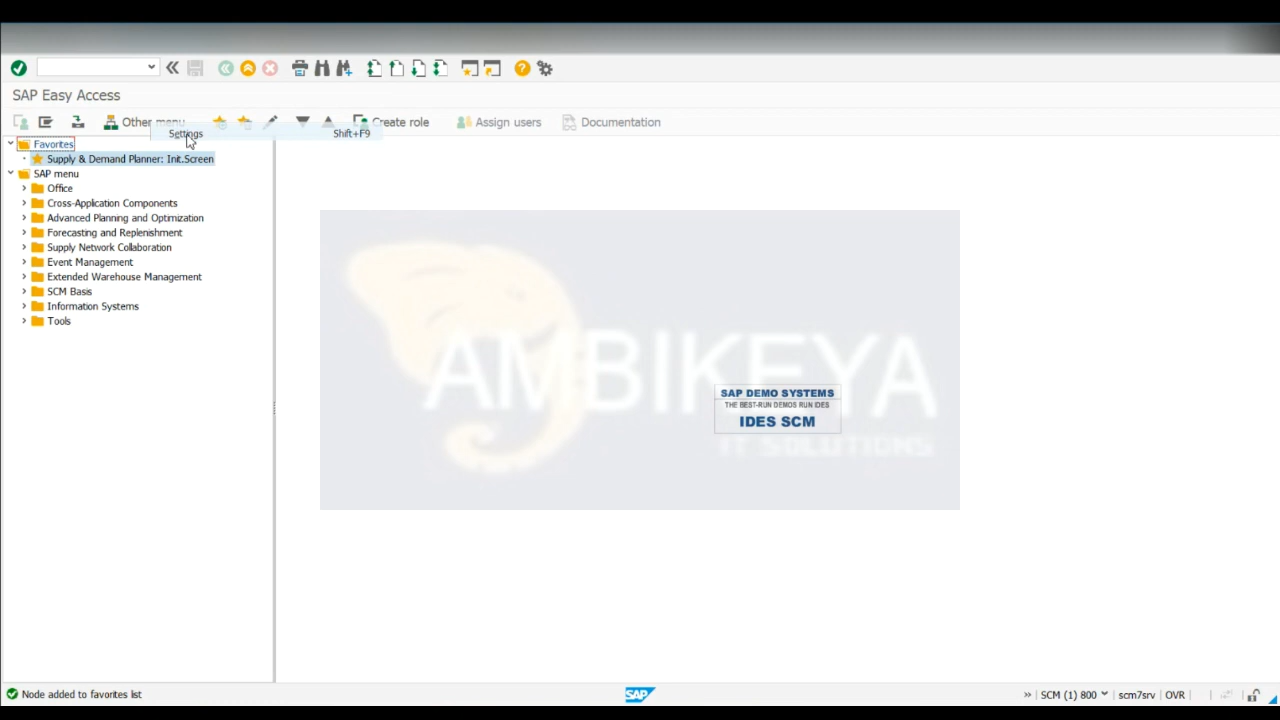 SAP Easy Access
Other menu
Settings Shift+F9
Create role
Assign users
Documentation
Favorites
Supply & Demand Planner: Init.Screen
SAP menu
Office
Cross-Application Components
Advanced Planning and Optimization
Forecasting and Replenishment
Supply Network Collaboration
Event Management
Extended Warehouse Management
SCM Basis
Information Systems
Tools
AMBIKEYA
IT SOLUTIONS
SAP DEMO SYSTEMS
THE BEST-RUN DEMOS RUN IDES
IDES SCM
Node added to favorites list
SAP
SCM (1) 800
scm7srv
OVR